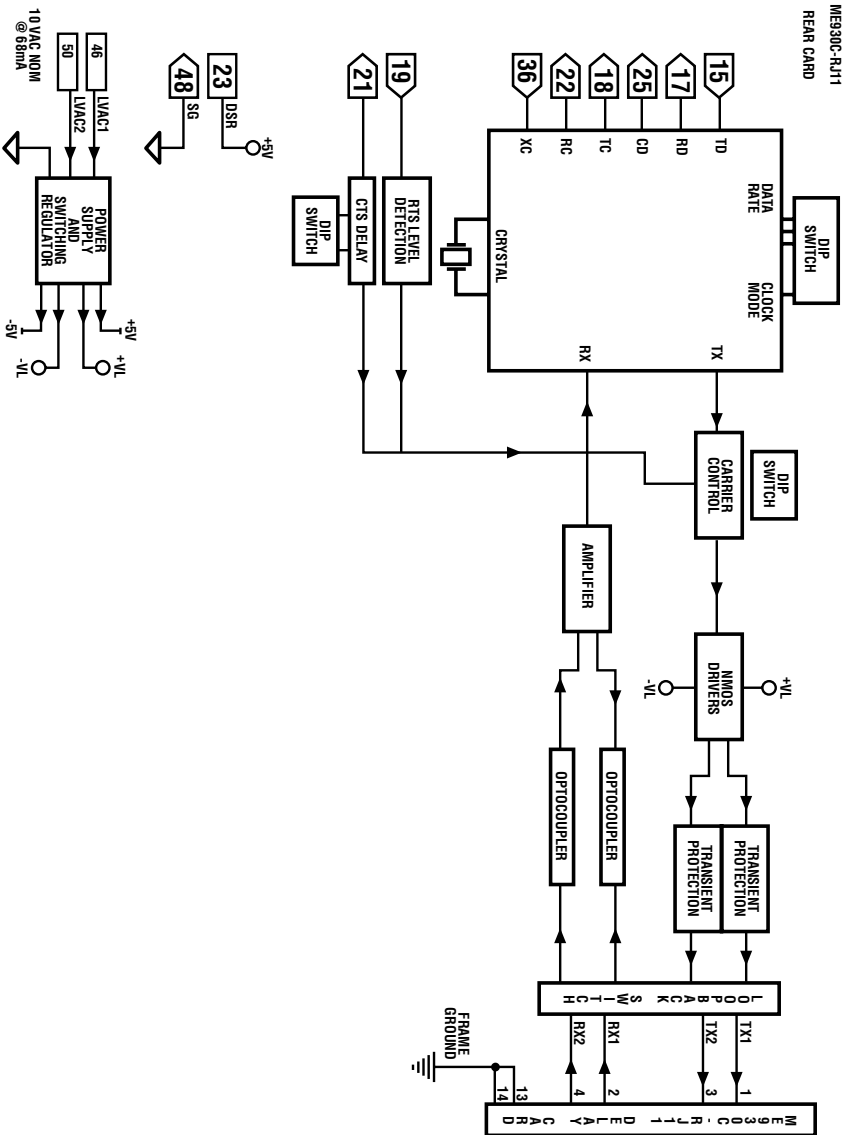 ME930C-RJ11
REAR CARD
DIP
SWITCH
DATA
RATE
CLOCK
MODE
15
TD
17
RD
25
CD
18
TC
22
RC
36
XC
CRYSTAL
TX
RX
DIP
SWITCH
CARRIER
CONTROL
+VL
NMOS
DRIVERS
-VL
TRANSIENT
PROTECTION
TRANSIENT
PROTECTION
AMPLIFIER
OPTOCOUPLER
OPTOCOUPLER
LOOPBACK SWITCH
TX1
1
TX2
3
RX1
2
RX2
4
FRAME
GROUND
13
14
ME930C-RJ11 DELAY CARD
19
RTS LEVEL
DETECTION
21
CTS DELAY
DIP
SWITCH
23
DSR
+5V
48
SG
46
LVAC1
50
LVAC2
10 VAC NOM
@ 68mA
POWER
SUPPLY
AND
SWITCHING
REGULATOR
+5V
+VL
-VL
-5V